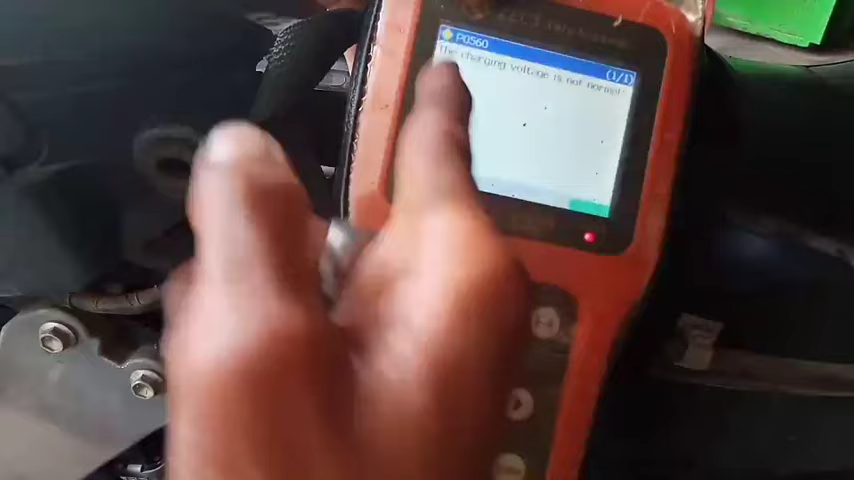 P0560 (1/1)
The charging voltage is not normal.